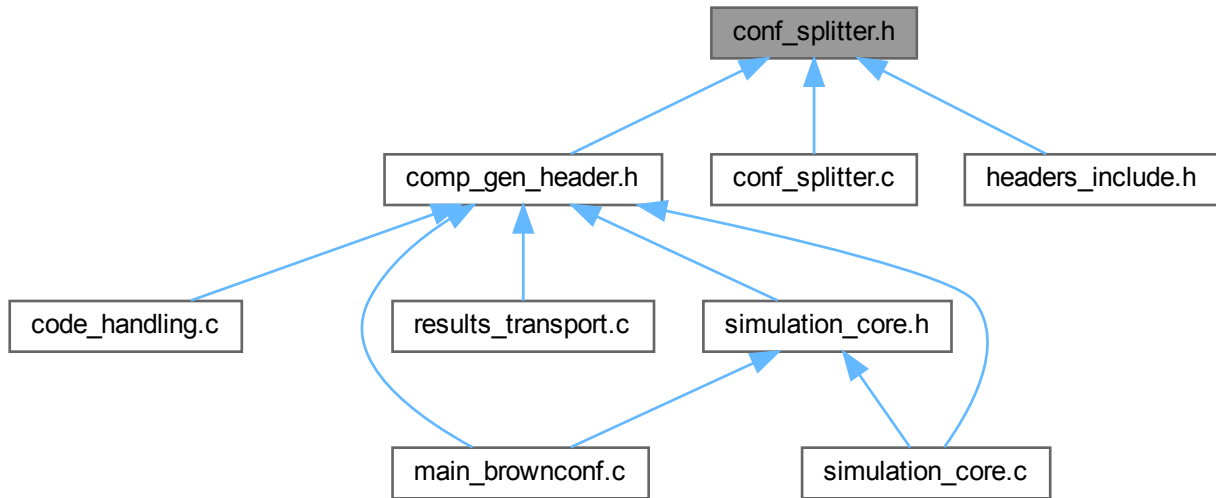 conf_splitter.h
comp_gen_header.h
conf_splitter.c
headers_include.h
code_handling.c
results_transport.c
simulation_core.h
main_brownconf.c
simulation_core.c